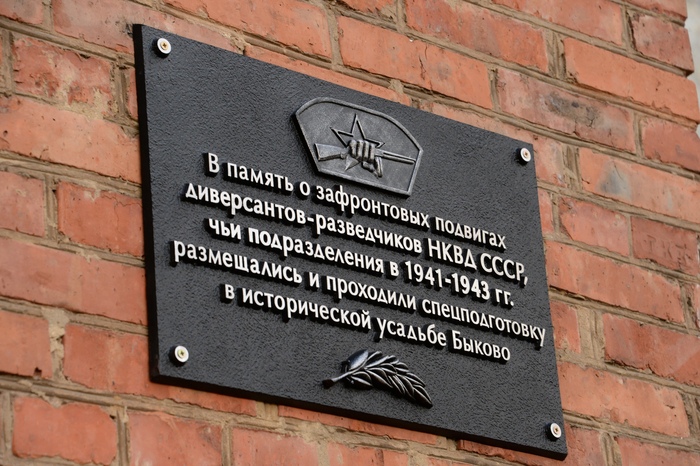 В память о зафронтовых подвигах
диверсантов-разведчиков НКВД СССР,
чьи подразделения в 1941-1943 гг.
размещались и проходили спецподготовку
в исторической усадьбе Быково